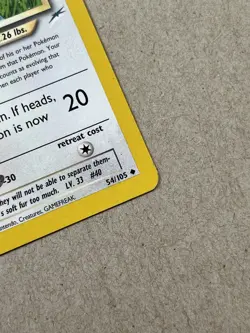 26 lbs.
of his or her Pokémon
m that Pokémon. Your
counts as evolving that
each player who
n. If heads,
on is now
20
retreat cost
30
they will not be able to separate them-
s soft fur too much. LV. 33 #40
Nintendo, Creatures, GAMEFREAK. 54/105 ◆